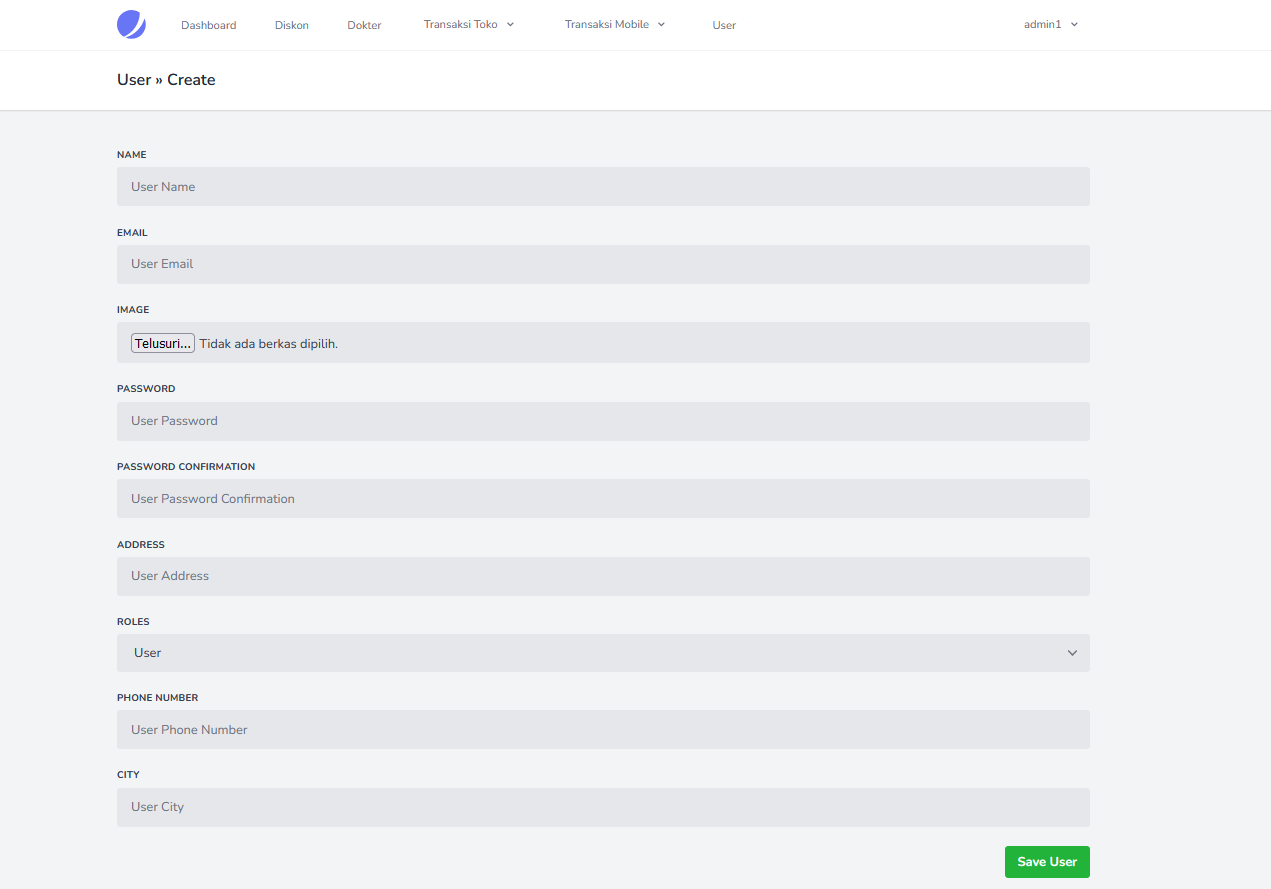 Dashboard Diskon Dokter Transaksi Toko Transaksi Mobile User admin1
User » Create
NAME
User Name
EMAIL
User Email
IMAGE
Telusuri... Tidak ada berkas dipilih.
PASSWORD
User Password
PASSWORD CONFIRMATION
User Password Confirmation
ADDRESS
User Address
ROLES
User
PHONE NUMBER
User Phone Number
CITY
User City
Save User